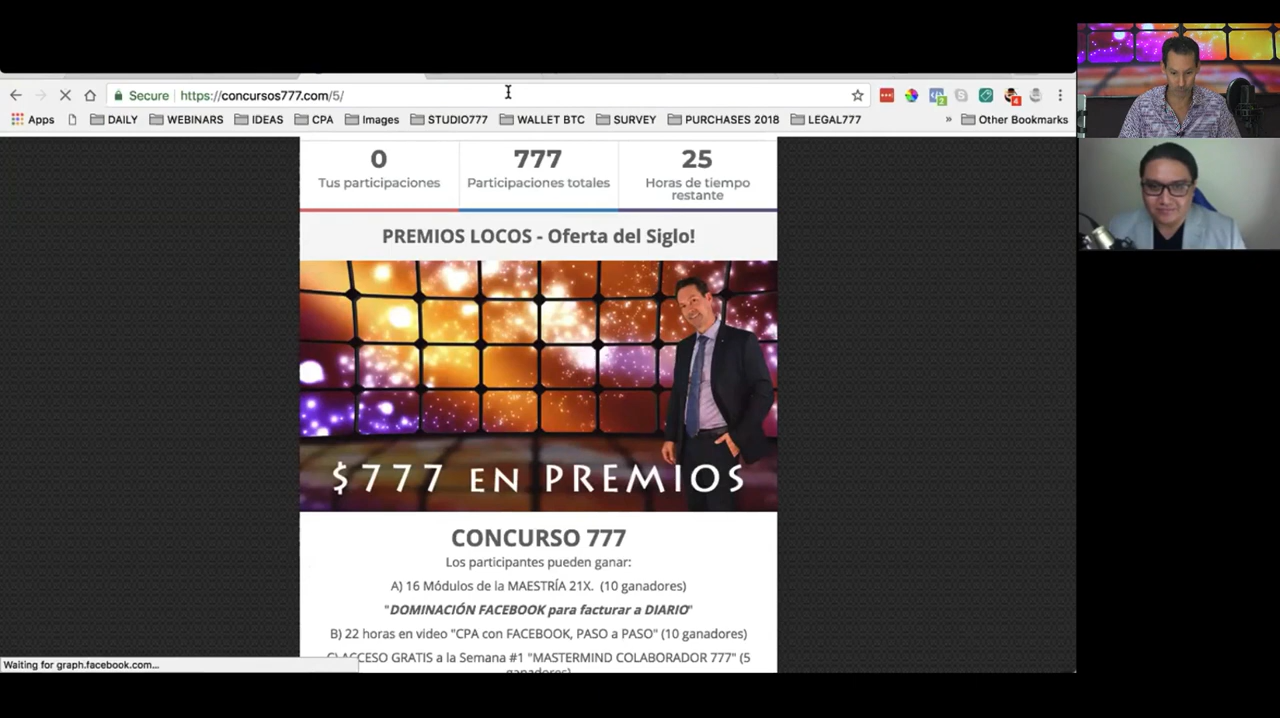 Secure https://concursos777.com/5/
2
4
Apps DAILY WEBINARS IDEAS CPA Images STUDIO777 WALLET BTC SURVEY PURCHASES 2018 LEGAL777 » Other Bookmarks
0 777 25
Tus participaciones Participaciones totales Horas de tiempo
restante
PREMIOS LOCOS - Oferta del Siglo!
$777 EN PREMIOS
CONCURSO 777
Los participantes pueden ganar:
A) 16 Módulos de la MAESTRÍA 21X. (10 ganadores)
"DOMINACIÓN FACEBOOK para facturar a DIARIO"
B) 22 horas en video "CPA con FACEBOOK, PASO a PASO" (10 ganadores)
C) ACCESO GRATIS a la Semana #1 "MASTERMIND COLABORADOR 777" (5
ganadores)
Waiting for graph.facebook.com...